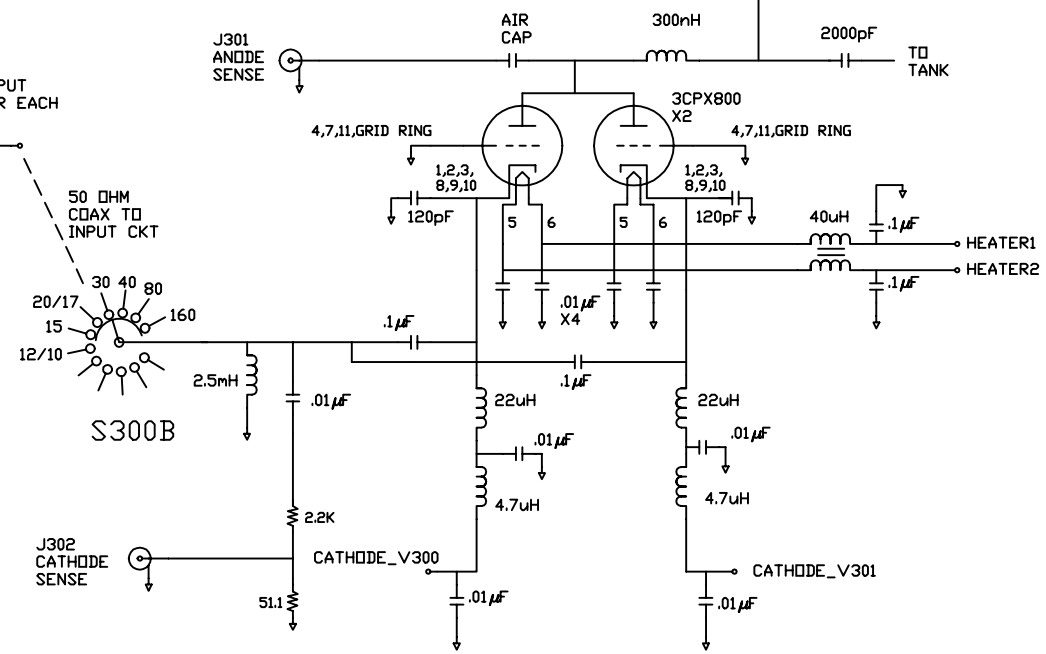 AIR
CAP
300nH
2000pF
TO
TANK
J301
ANODE
SENSE
PUT
R EACH
3CPX800
X2
4,7,11,GRID RING
4,7,11,GRID RING
1,2,3,
8,9,10
1,2,3,
8,9,10
120pF
120pF
5
6
5
6
50 OHM
COAX TO
INPUT CKT
40uH
.1µF
HEATER1
HEATER2
.1µF
.01µF
X4
30
40
80
160
20/17
15
12/10
.1µF
.1µF
2.5mH
.01µF
S300B
22uH
22uH
.01µF
.01µF
4.7uH
4.7uH
2.2K
J302
CATHODE
SENSE
CATHODE_V300
CATHODE_V301
51.1
.01µF
.01µF